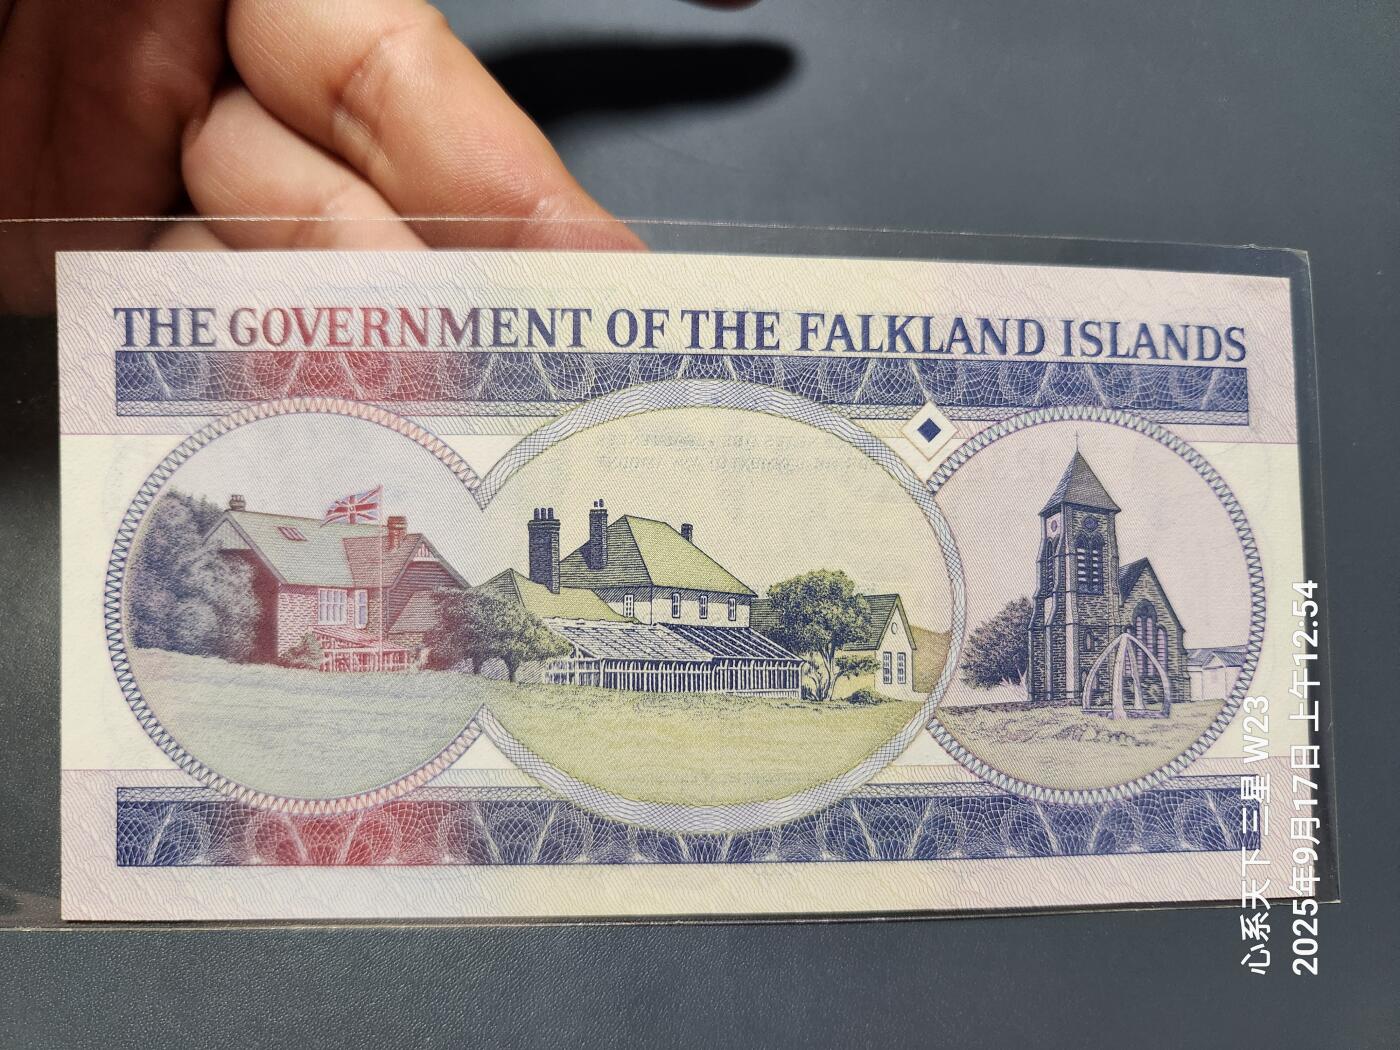 THE GOVERNMENT OF THE FALKLAND ISLANDS
心系天下三星 W23
2025年9月17日 上午12:54